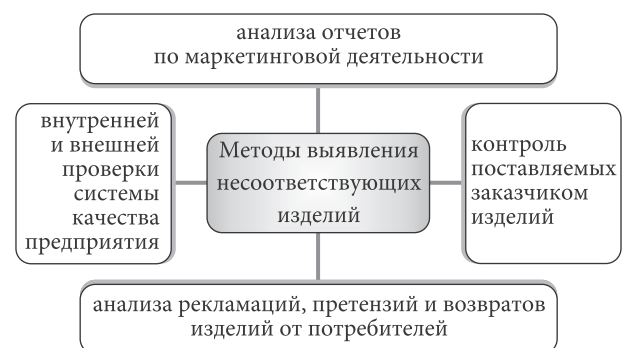 анализа отчетов
по маркетинговой деятельности
внутренней
и внешней
проверки
системы
качества
предприятия
Методы выявления
несоответствующих
изделий
контроль
поставляемых
заказчиком
изделий
анализа рекламаций, претензий и возвратов
изделий от потребителей